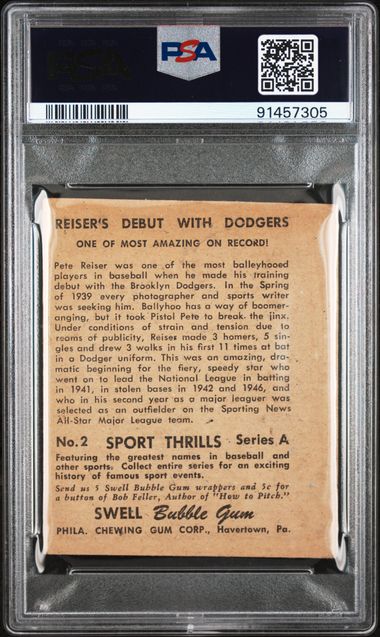 PSA
91457305
REISER'S DEBUT WITH DODGERS
ONE OF MOST AMAZING ON RECORD!
Pete Reiser was one of the most balleyhooed
players in baseball when he made his training
debut with the Brooklyn Dodgers. In the Spring
of 1939 every photographer and sports writer
was seeking him. Ballyhoo has a way of boomer-
anging, but it took Pistol Pete to break the jinx.
Under conditions of strain and tension due to
rooms of publicity, Reiser made 3 homers, 5 sin-
gles and drew 3 walks in his first 11 times at bat
in a Dodger uniform. This was an amazing, dra-
matic beginning for the fiery, speedy star who
went on to lead the National League in batting
in 1941, in stolen bases in 1942 and 1946, and
who in his second year as a major leaguer was
selected as an outfielder on the Sporting News
All-Star Major League team.
No. 2 SPORT THRILLS Series A
Featuring the greatest names in baseball and
other sports. Collect entire series for an exciting
history of famous sport events.
Send us 5 Swell Bubble Gum wrappers and 5c for
a button of Bob Feller, Author of "How to Pitch."
SWELL Bubble Gum
PHILA. CHEWING GUM CORP., Havertown, Pa.